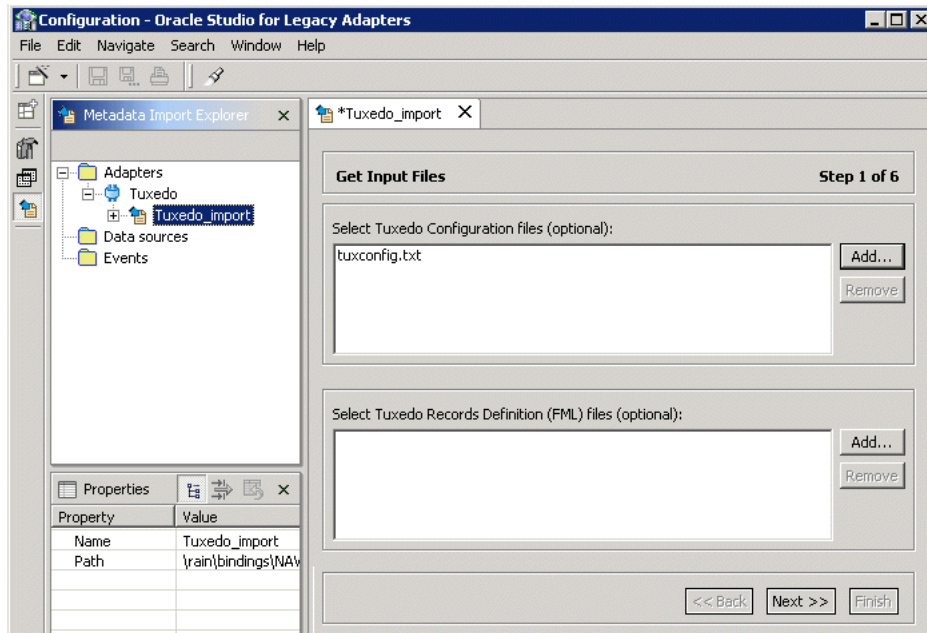 Configuration - Oracle Studio for Legacy Adapters
File Edit Navigate Search Window Help
Metadata Import Explorer
*Tuxedo_import
Adapters
Tuxedo
Tuxedo_import
Data sources
Events
Get Input Files
Step 1 of 6
Select Tuxedo Configuration files (optional):
tuxconfig.txt
Add...
Remove
Select Tuxedo Records Definition (FML) files (optional):
Add...
Remove
Properties
Property Value
Name Tuxedo_import
Path \rain\bindings\NAV
<< Back Next >> Finish